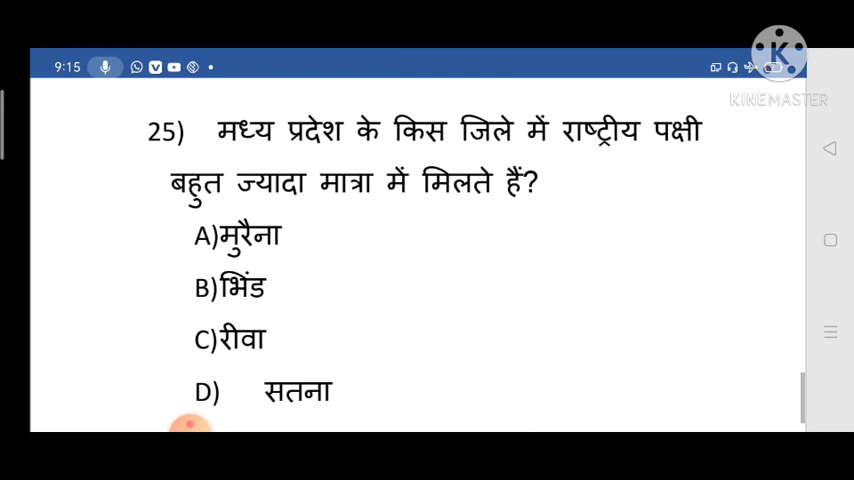 9:15
K
KINEMASTER
25) मध्य प्रदेश के किस जिले में राष्ट्रीय पक्षी
बहुत ज्यादा मात्रा में मिलते हैं?
A)मुरैना
B)भिंड
C)रीवा
D) सतना